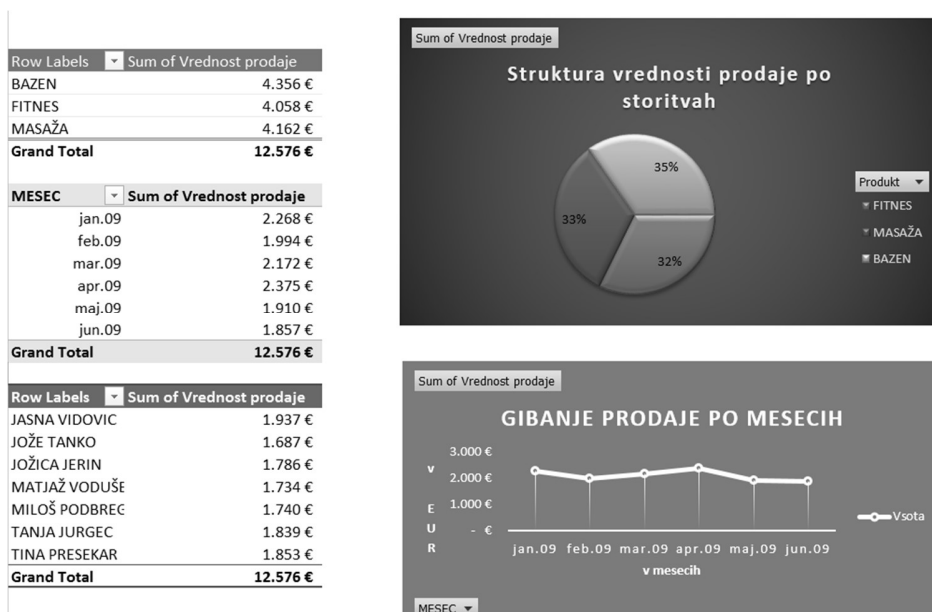 Row Labels Sum of Vrednost prodaje
BAZEN 4.356 €
FITNES 4.058 €
MASAŽA 4.162 €
Grand Total 12.576 €
MESEC Sum of Vrednost prodaje
jan.09 2.268 €
feb.09 1.994 €
mar.09 2.172 €
apr.09 2.375 €
maj.09 1.910 €
jun.09 1.857 €
Grand Total 12.576 €
Row Labels Sum of Vrednost prodaje
JASNA VIDOVIC 1.937 €
JOŽE TANKO 1.687 €
JOŽICA JERIN 1.786 €
MATJAŽ VODUŠE 1.734 €
MILOŠ PODBREG 1.740 €
TANJA JURGEC 1.839 €
TINA PRESEKAR 1.853 €
Grand Total 12.576 €
Sum of Vrednost prodaje
Struktura vrednosti prodaje po
storitvah
35%
33%
32%
Produkt
FITNES
MASAŽA
BAZEN
Sum of Vrednost prodaje
GIBANJE PRODAJE PO MESECIH
v EUR
3.000 €
2.000 €
1.000 €
- €
jan.09 feb.09 mar.09 apr.09 maj.09 jun.09
v mesecih
Vsota
MESEC